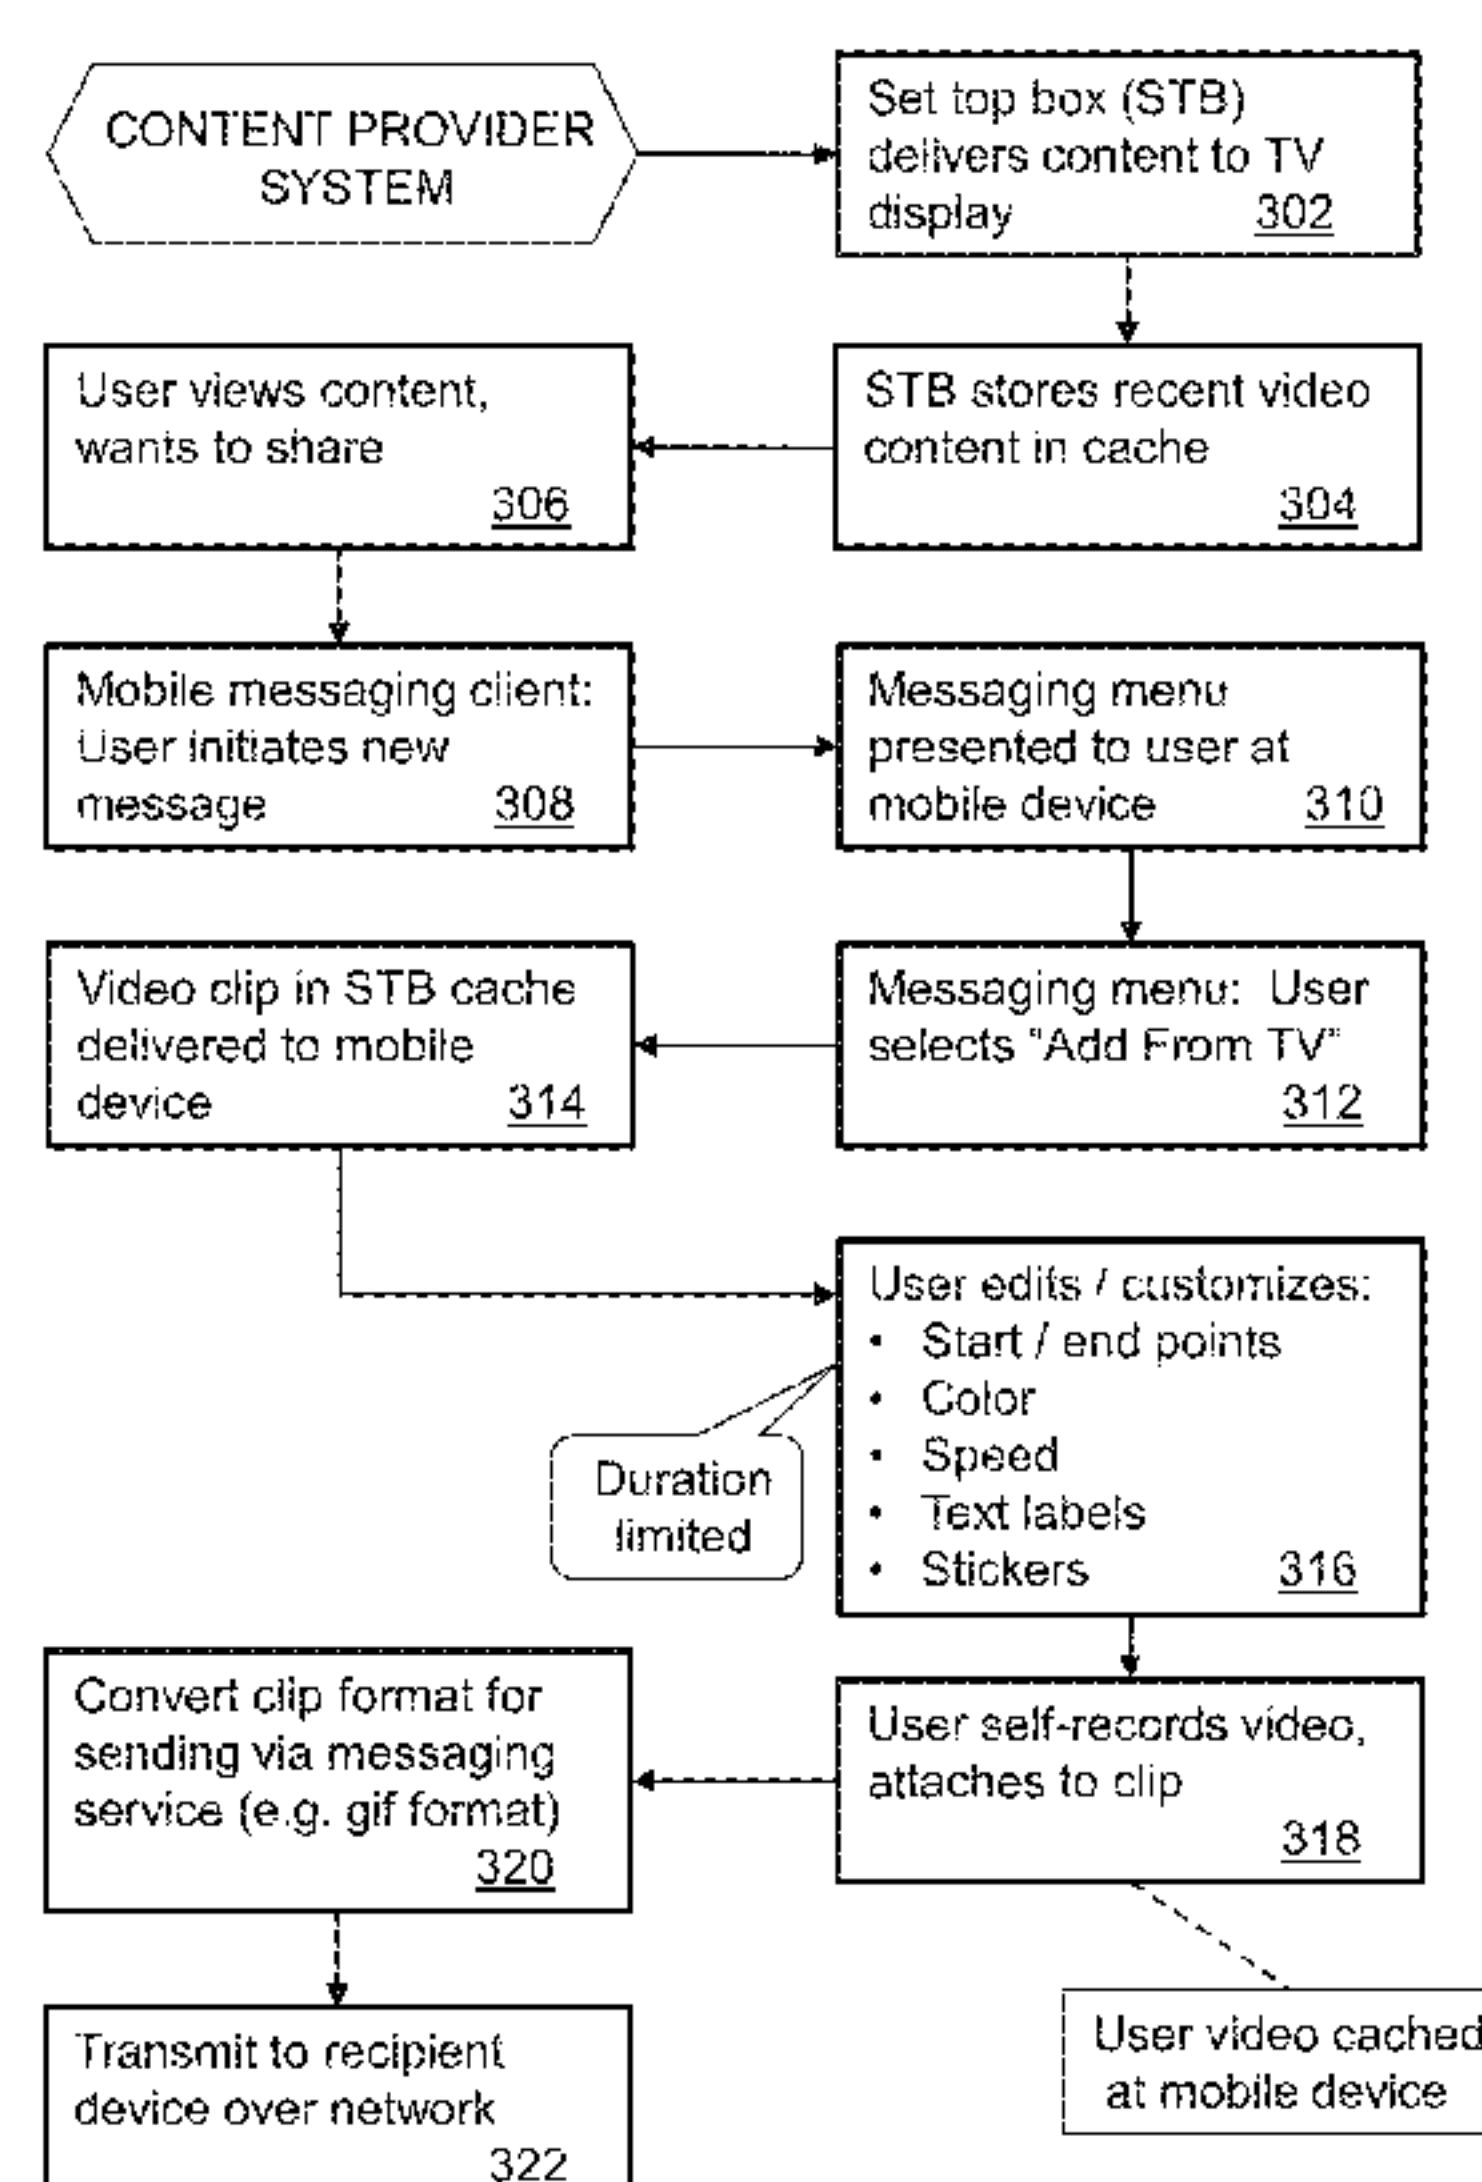 CONTENT PROVIDER
SYSTEM
Set top box (STB)
delivers content to TV
display 302
User views content,
wants to share
306
STB stores recent video
content in cache
304
Mobile messaging client:
User initiates new
message 308
Messaging menu
presented to user at
mobile device 310
Video clip in STB cache
delivered to mobile
device 314
Messaging menu: User
selects "Add From TV"
312
User edits / customizes:
• Start / end points
• Color
• Speed
• Text labels
• Stickers 316
Duration
limited
Convert clip format for
sending via messaging
service (e.g. gif format)
320
User self-records video,
attaches to clip
318
Transmit to recipient
device over network
322
User video cached
at mobile device